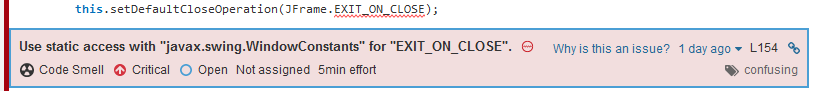 this.setDefaultCloseOperation(JFrame.EXIT_ON_CLOSE);
Use static access with "javax.swing.WindowConstants" for "EXIT_ON_CLOSE". Why is this an issue? 1 day ago L154
Code Smell Critical Open Not assigned 5min effort confusing